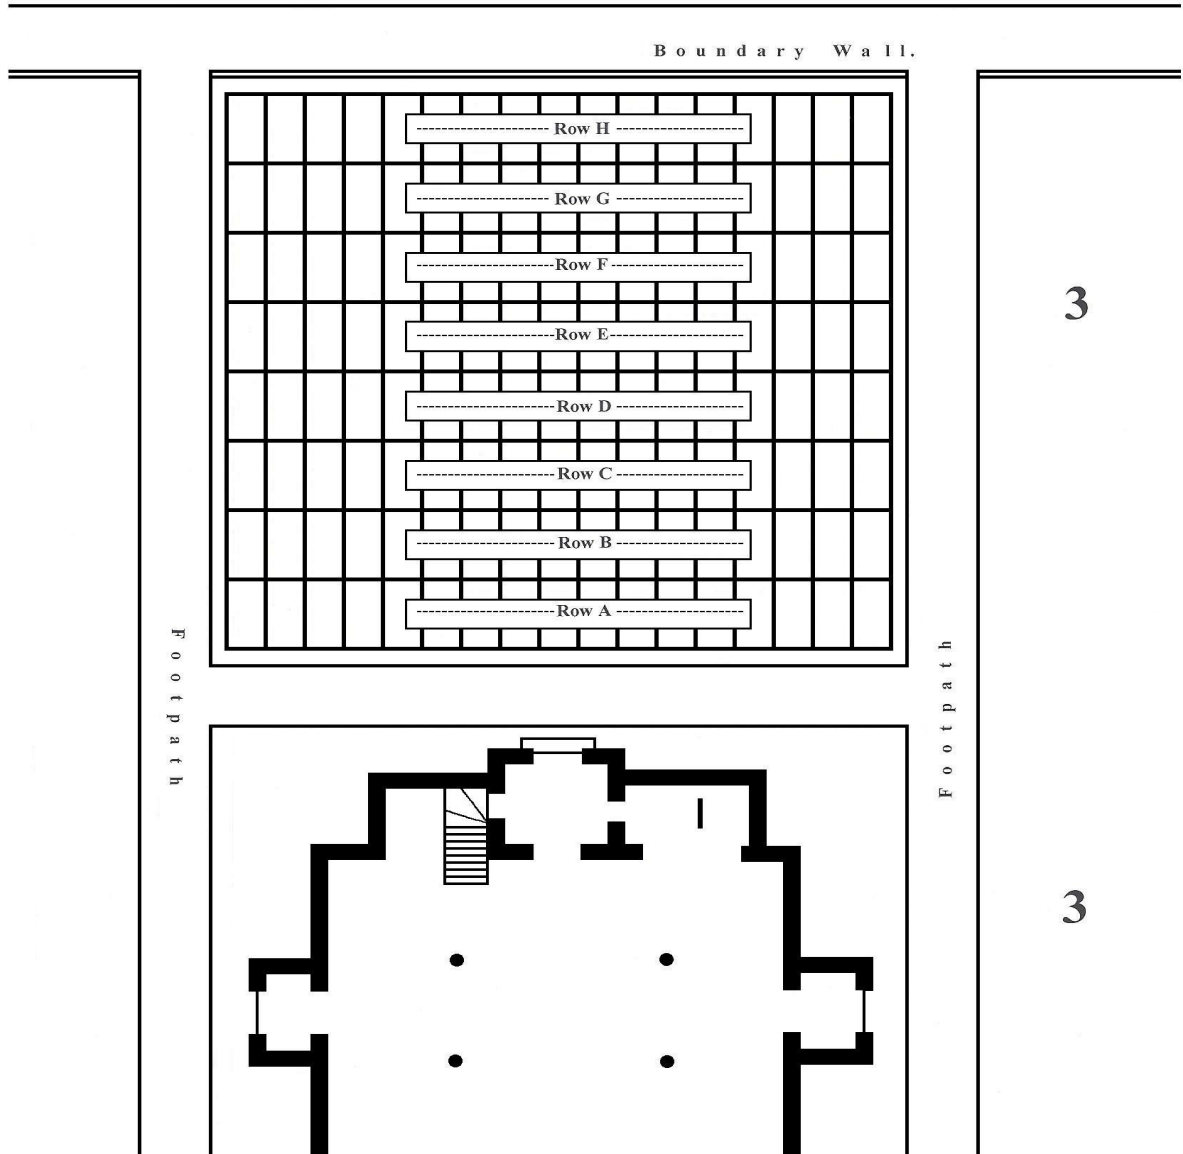 Boundary Wall.
Row H
Row G
Row F
3
Row E
Row D
Row C
Row B
Row A
Footpath
Footpath
3